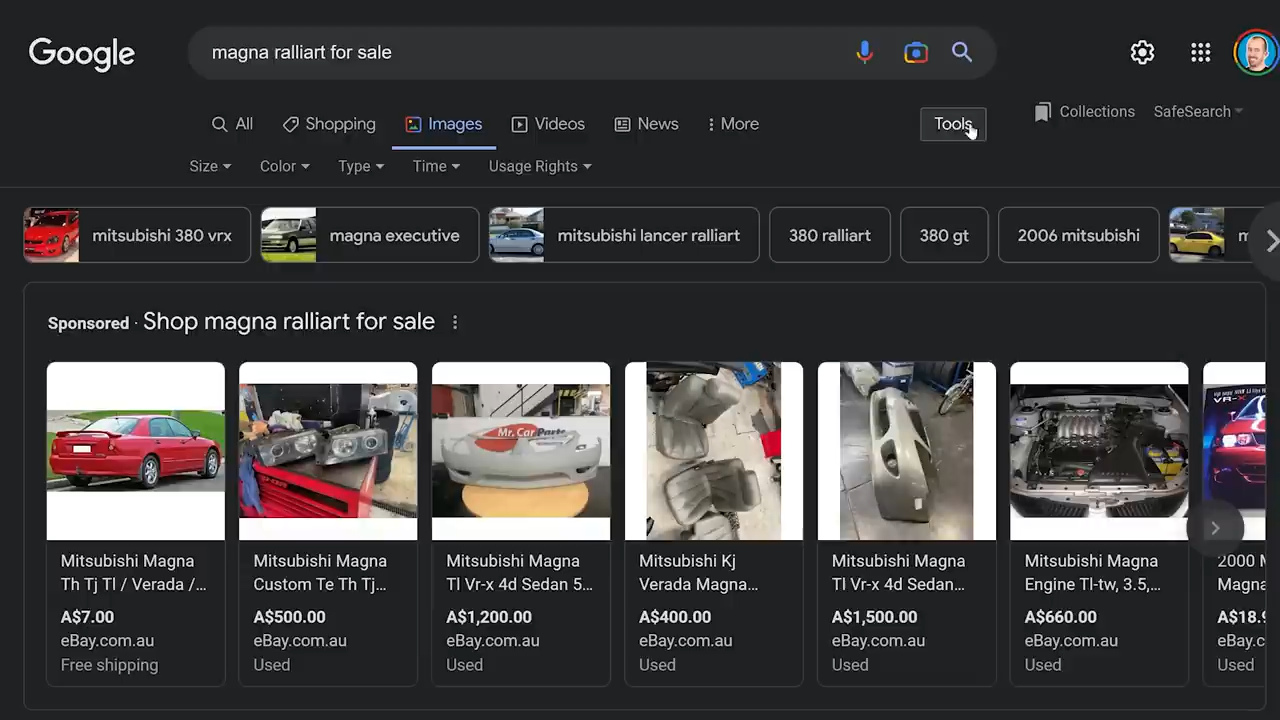 Google
magna ralliart for sale
All
Shopping
Images
Videos
News
More
Tools
Collections
SafeSearch
Size
Color
Type
Time
Usage Rights
mitsubishi 380 vrx
magna executive
mitsubishi lancer ralliart
380 ralliart
380 gt
2006 mitsubishi
m
Sponsored · Shop magna ralliart for sale
Mr. Car Parts
VR-X
Mitsubishi Magna
Th Tj Tl / Verada /...
A$7.00
eBay.com.au
Free shipping
Mitsubishi Magna
Custom Te Th Tj...
A$500.00
eBay.com.au
Used
Mitsubishi Magna
Tl Vr-x 4d Sedan 5...
A$1,200.00
eBay.com.au
Used
Mitsubishi Kj
Verada Magna...
A$400.00
eBay.com.au
Used
Mitsubishi Magna
Tl Vr-x 4d Sedan...
A$1,500.00
eBay.com.au
Used
Mitsubishi Magna
Engine Tl-tw, 3.5,...
A$660.00
eBay.com.au
Used
2000 M
Magna
A$18.9
eBay.c
Used